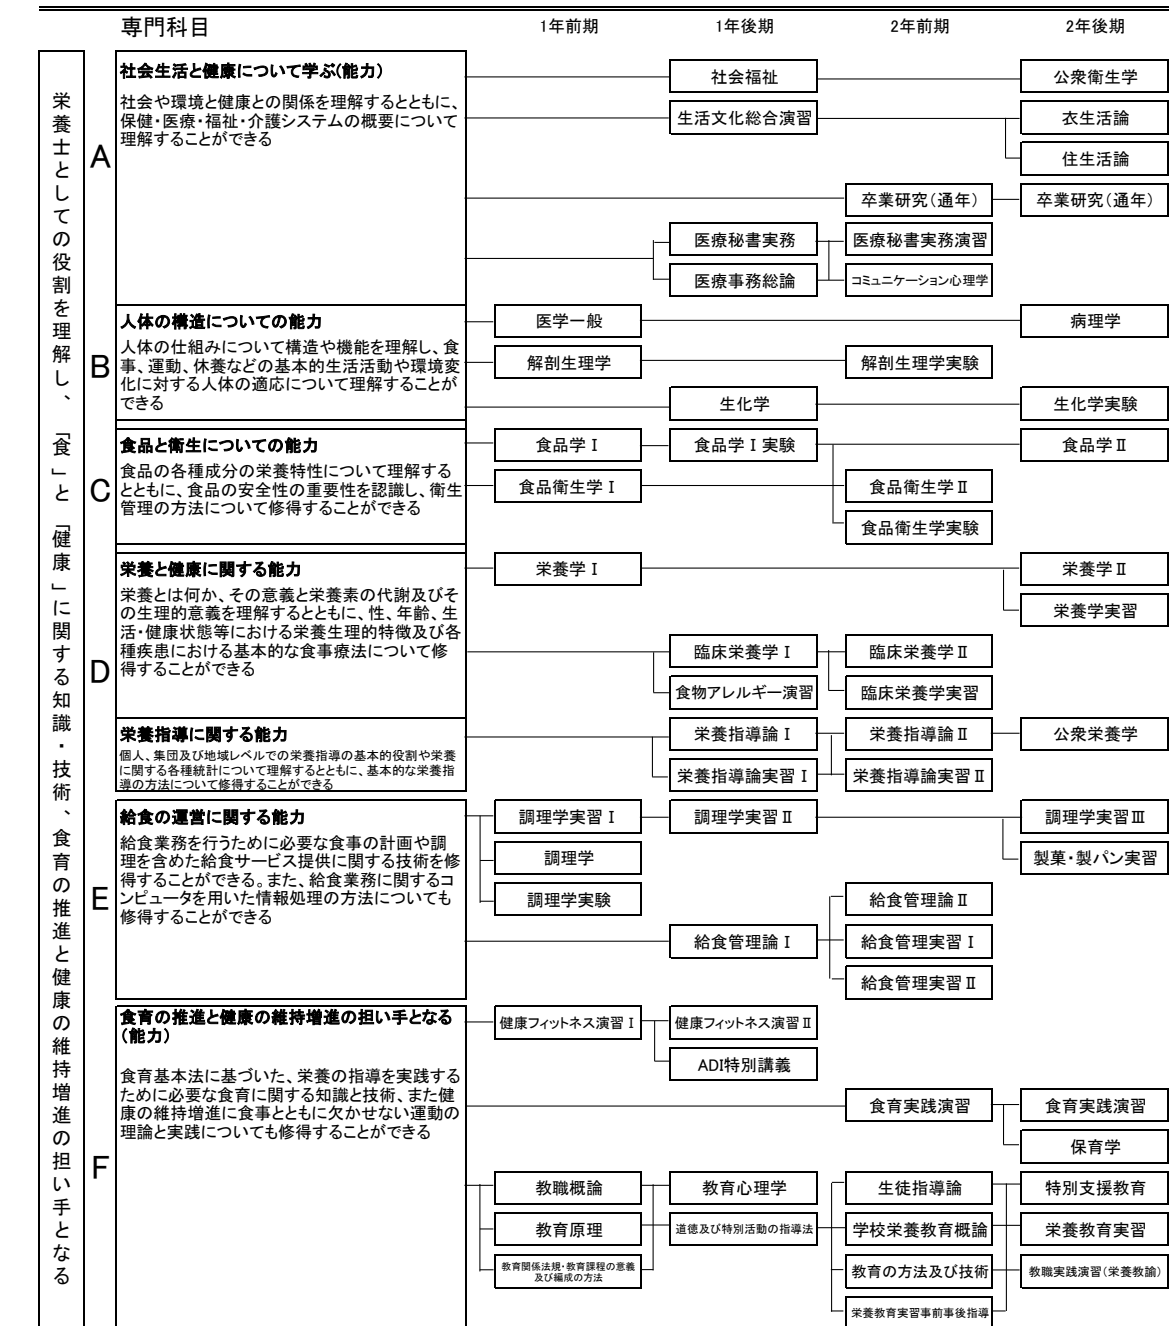 専門科目 1年前期 1年後期 2年前期 2年後期
栄養士としての役割を理解し、「食」と「健康」に関する知識・技術、食育の推進と健康の維持増進の担い手となる
A
社会生活と健康について学ぶ(能力)
社会や環境と健康との関係を理解するとともに、
保健・医療・福祉・介護システムの概要について
理解することができる
社会福祉 公衆衛生学
生活文化総合演習 衣生活論
住生活論
卒業研究(通年) 卒業研究(通年)
医療秘書実務 医療秘書実務演習
医療事務総論 コミュニケーション心理学
B
人体の構造についての能力
人体の仕組みについて構造や機能を理解し、食
事、運動、休養などの基本的生活活動や環境変
化に対する人体の適応について理解することが
できる
医学一般 病理学
解剖生理学 解剖生理学実験
生化学 生化学実験
C
食品と衛生についての能力
食品の各種成分の栄養特性について理解する
とともに、食品の安全性の重要性を認識し、衛生
管理の方法について修得することができる
食品学Ⅰ 食品学Ⅰ実験 食品学Ⅱ
食品衛生学Ⅰ 食品衛生学Ⅱ
食品衛生学実験
D
栄養と健康に関する能力
栄養とは何か、その意義と栄養素の代謝及びそ
の生理的意義を理解するとともに、性、年齢、生
活・健康状態等における栄養生理的特徴及び各
種疾患における基本的な食事療法について修
得することができる
栄養学Ⅰ 栄養学Ⅱ
栄養学実習
臨床栄養学Ⅰ 臨床栄養学Ⅱ
食物アレルギー演習 臨床栄養学実習
栄養指導に関する能力
個人、集団及び地域レベルでの栄養指導の基本的役割や栄養
に関する各種統計について理解するとともに、基本的な栄養指
導の方法について修得することができる
栄養指導論Ⅰ 栄養指導論Ⅱ 公衆栄養学
栄養指導論実習Ⅰ 栄養指導論実習Ⅱ
E
給食の運営に関する能力
給食業務を行うために必要な食事の計画や調
理を含めた給食サービス提供に関する技術を修
得することができる。また、給食業務に関するコ
ンピュータを用いた情報処理の方法についても
修得することができる
調理学実習Ⅰ 調理学実習Ⅱ 調理学実習Ⅲ
調理学 製菓・製パン実習
調理学実験 給食管理論Ⅱ
給食管理論Ⅰ 給食管理実習Ⅰ
給食管理実習Ⅱ
F
食育の推進と健康の維持増進の担い手となる
(能力)
食育基本法に基づいた、栄養の指導を実践する
ために必要な食育に関する知識と技術、また健
康の維持増進に食事とともに欠かせない運動の
理論と実践についても修得することができる
健康フィットネス演習Ⅰ 健康フィットネス演習Ⅱ
ADI特別講義
食育実践演習 食育実践演習
保育学
教職概論 教育心理学 生徒指導論 特別支援教育
教育原理 道徳及び特別活動の指導法 学校栄養教育概論 栄養教育実習
教育関係法規・教育課程の意義
及び編成の方法
教育の方法及び技術 教職実践演習(栄養教諭)
栄養教育実習事前事後指導